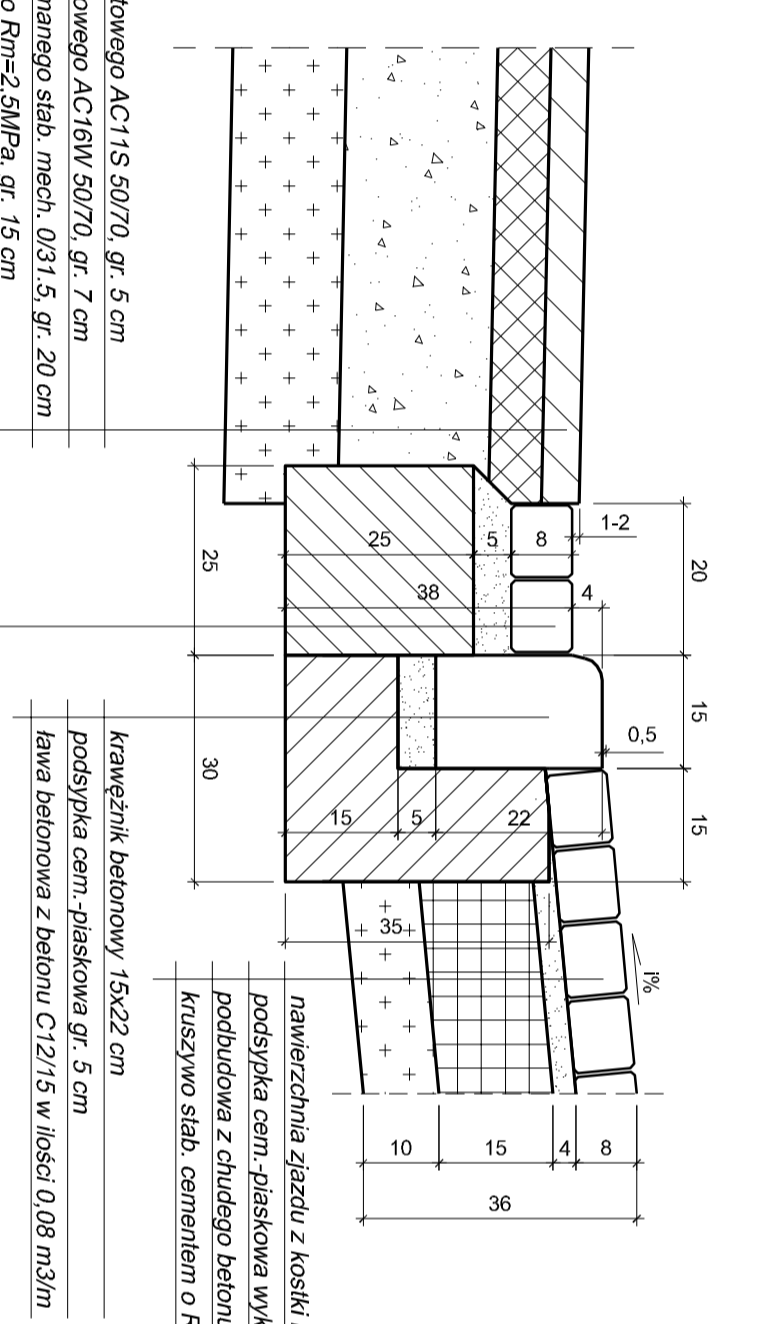 towego AC11S 50/70, gr. 5 cm
owego AC16W 50/70, gr. 7 cm
manego stab. mech. 0/31.5, gr. 20 cm
o Rm=2,5MPa, gr. 15 cm
krawężnik betonowy 15x22 cm
podsypka cem.-piaskowa gr. 5 cm
ława betonowa z betonu C12/15 w ilości 0,08 m3/m
nawierzchnia zjazdu z kostki
podsypka cem.-piaskowa wyk
podbudowa z chudego betonu
kruszywo stab. cementem o R
1-2
20
25
5
8
25
38
4
15
0,5
30
15
15
5
22
35
i%
10
15
4
8
36